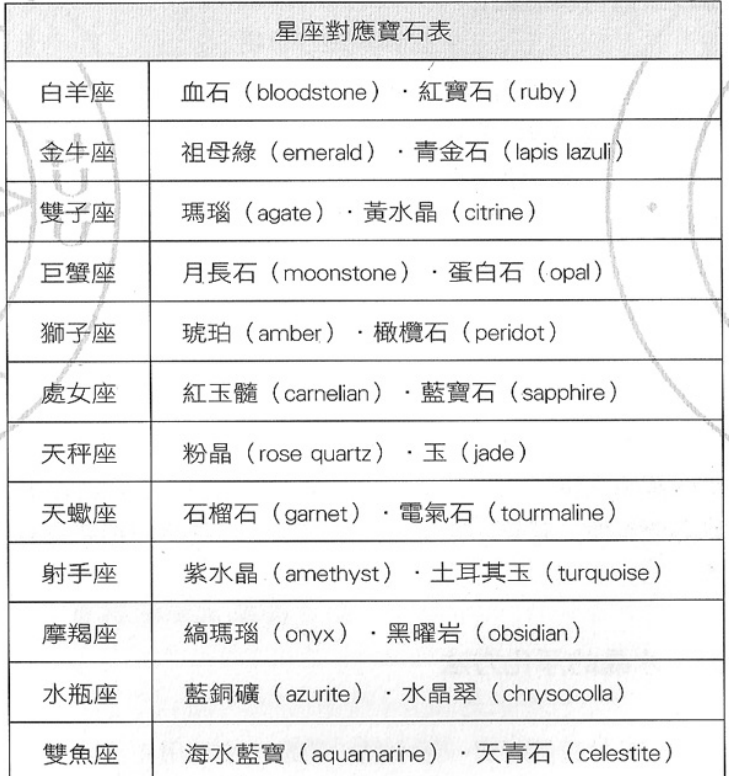 星座對應寶石表
白羊座 血石（bloodstone）・紅寶石（ruby）
金牛座 祖母綠（emerald）・青金石（lapis lazuli）
雙子座 瑪瑙（agate）・黃水晶（citrine）
巨蟹座 月長石（moonstone）・蛋白石（opal）
獅子座 琥珀（amber）・橄欖石（peridot）
處女座 紅玉髓（carnelian）・藍寶石（sapphire）
天秤座 粉晶（rose quartz）・玉（jade）
天蠍座 石榴石（garnet）・電氣石（tourmaline）
射手座 紫水晶（amethyst）・土耳其玉（turquoise）
摩羯座 縞瑪瑙（onyx）・黑曜岩（obsidian）
水瓶座 藍銅礦（azurite）・水晶翠（chrysocolla）
雙魚座 海水藍寶（aquamarine）・天青石（celestite）